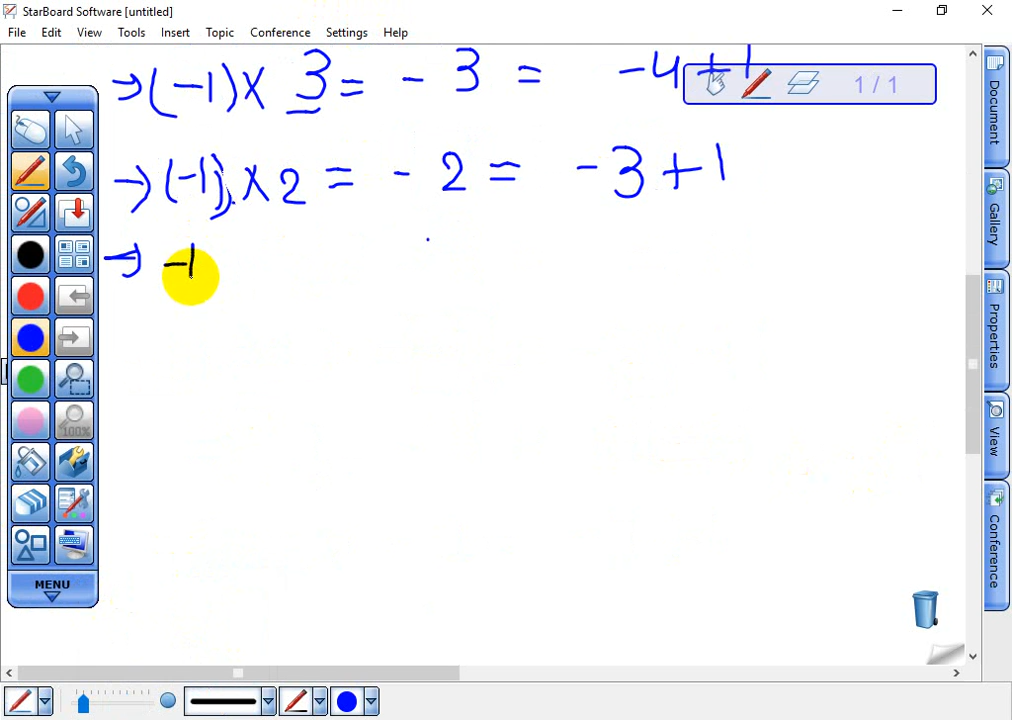 StarBoard Software [untitled]
File Edit View Tools Insert Topic Conference Settings Help
→ (-1) × 3 = - 3 = -4+1
1 / 1
→ (-1) × 2 = - 2 = - 3 + 1
→ -1
100%
MENU
Document
Gallery
Properties
View
Conference